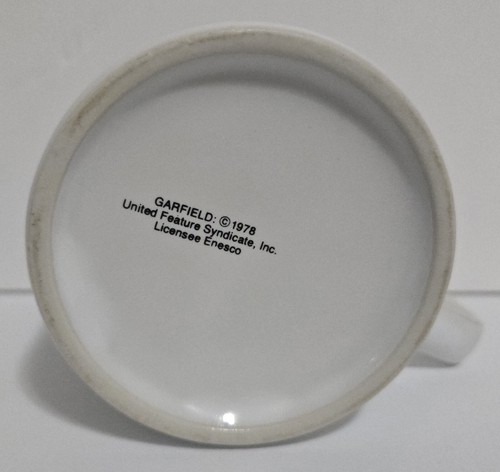 GARFIELD: ©1978
United Feature Syndicate, Inc.
Licensee Enesco